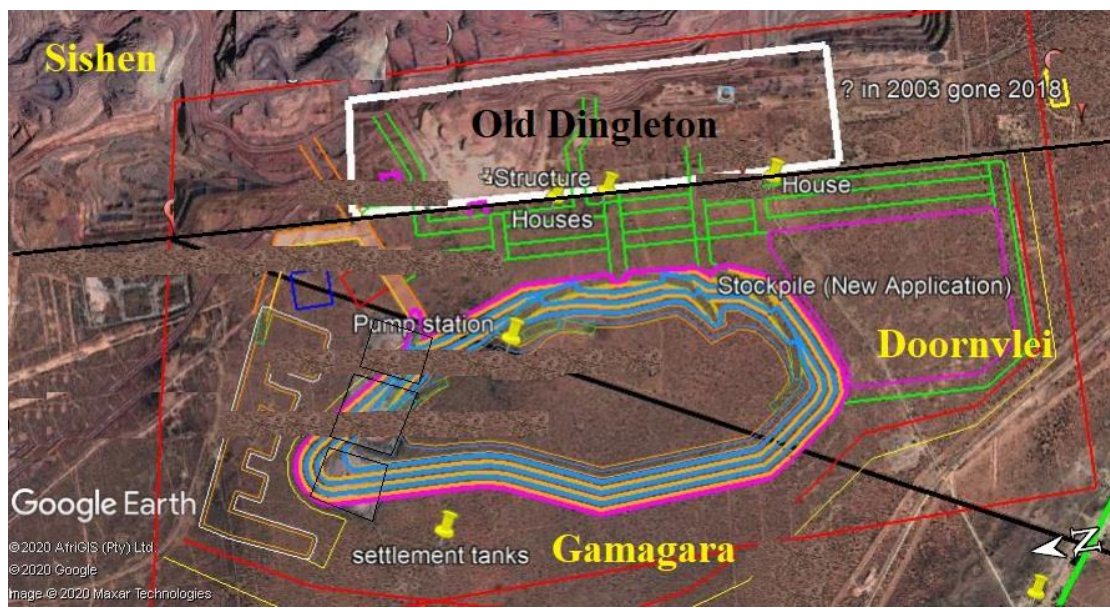 Sishen
? in 2003 gone 2018
Old Dingleton
Structure
House
Houses
Stockpile (New Application)
Pump station
Doornvlei
Google Earth
© 2020 AfriGIS (Pty) Ltd.
© 2020 Google
Image © 2020 Maxar Technologies
settlement tanks
Gamagara
N